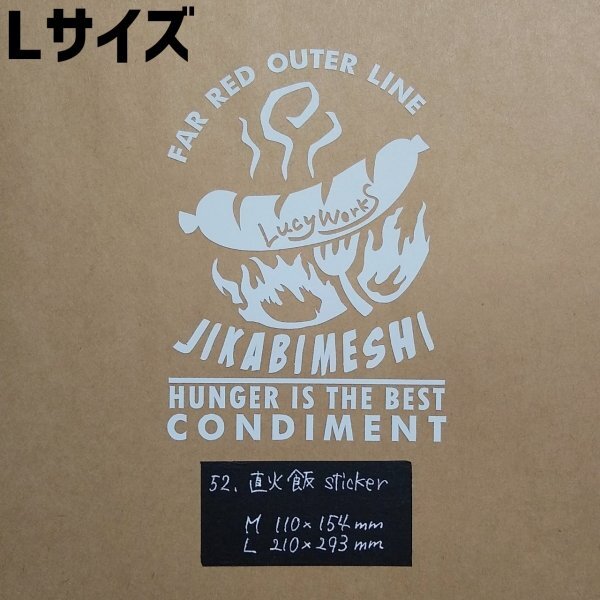 Lサイズ
FAR RED OUTER LINE
LucyWorkS
JIKABIMESHI
HUNGER IS THE BEST
CONDIMENT
52. 直火飯 sticker
M 110×154mm
L 210×293mm